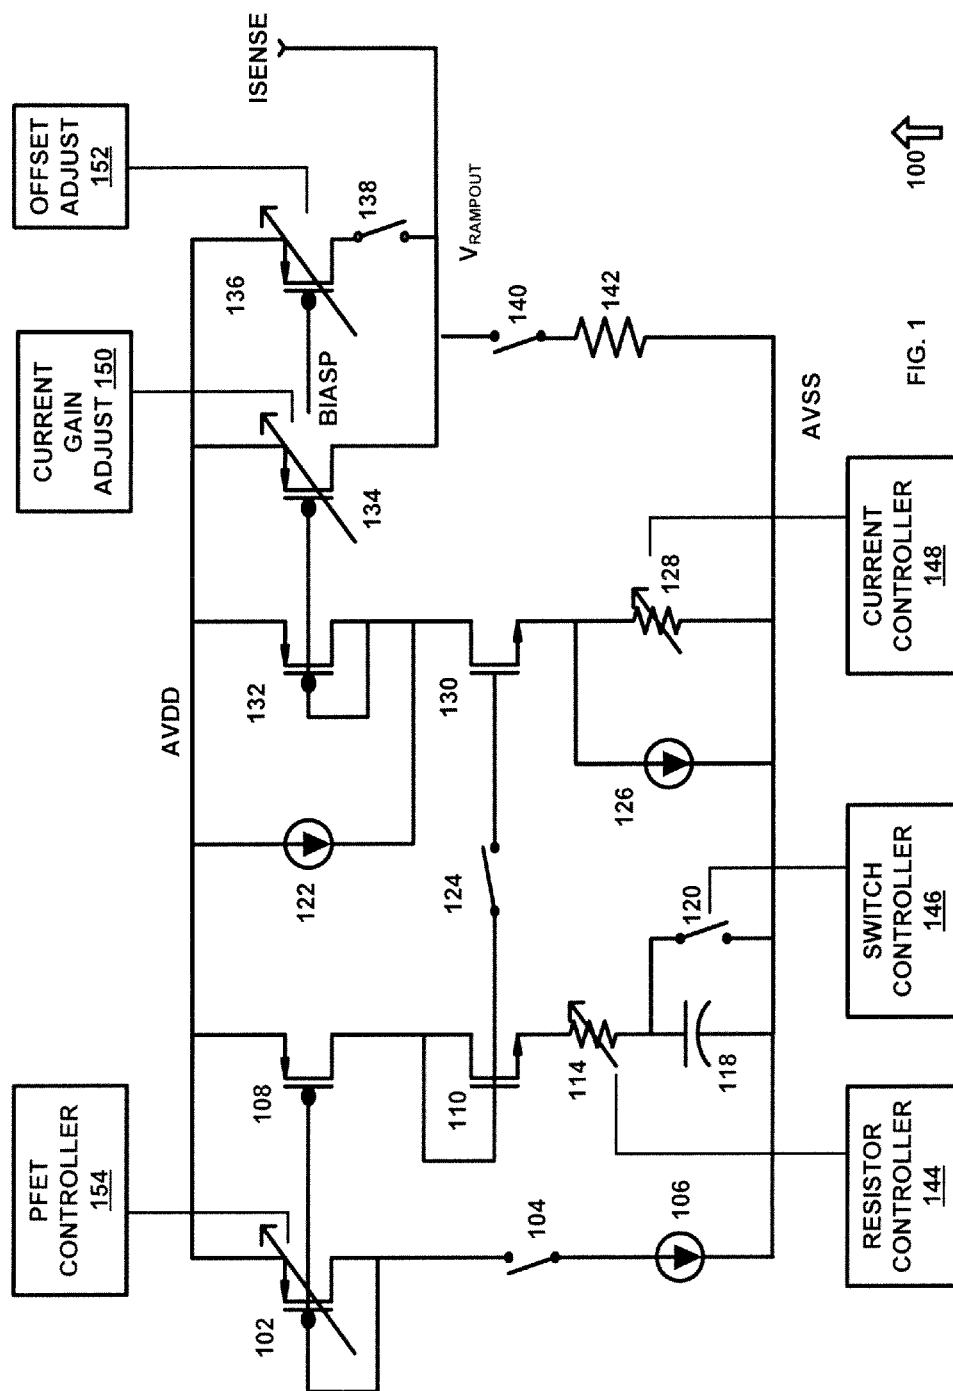 PFET
CONTROLLER
154
CURRENT
GAIN
ADJUST 150
OFFSET
ADJUST
152
AVDD
102
108
122
132
134
136
BIASP
138
ISENSE
VRAMPOUT
104
106
110
114
118
120
124
126
128
130
140
142
AVSS
RESISTOR
CONTROLLER
144
SWITCH
CONTROLLER
146
CURRENT
CONTROLLER
148
FIG. 1
100